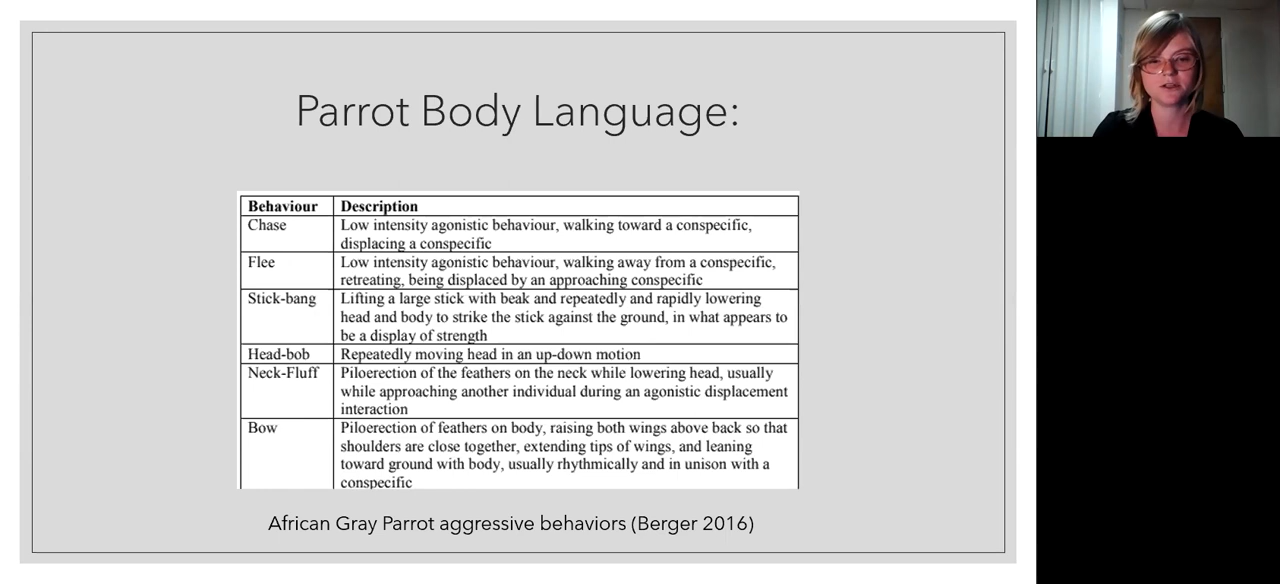 Parrot Body Language:
Behaviour Description
Chase Low intensity agonistic behaviour, walking toward a conspecific,
displacing a conspecific
Flee Low intensity agonistic behaviour, walking away from a conspecific,
retreating, being displaced by an approaching conspecific
Stick-bang Lifting a large stick with beak and repeatedly and rapidly lowering
head and body to strike the stick against the ground, in what appears to
be a display of strength
Head-bob Repeatedly moving head in an up-down motion
Neck-Fluff Piloerection of the feathers on the neck while lowering head, usually
while approaching another individual during an agonistic displacement
interaction
Bow Piloerection of feathers on body, raising both wings above back so that
shoulders are close together, extending tips of wings, and leaning
toward ground with body, usually rhythmically and in unison with a
conspecific
African Gray Parrot aggressive behaviors (Berger 2016)